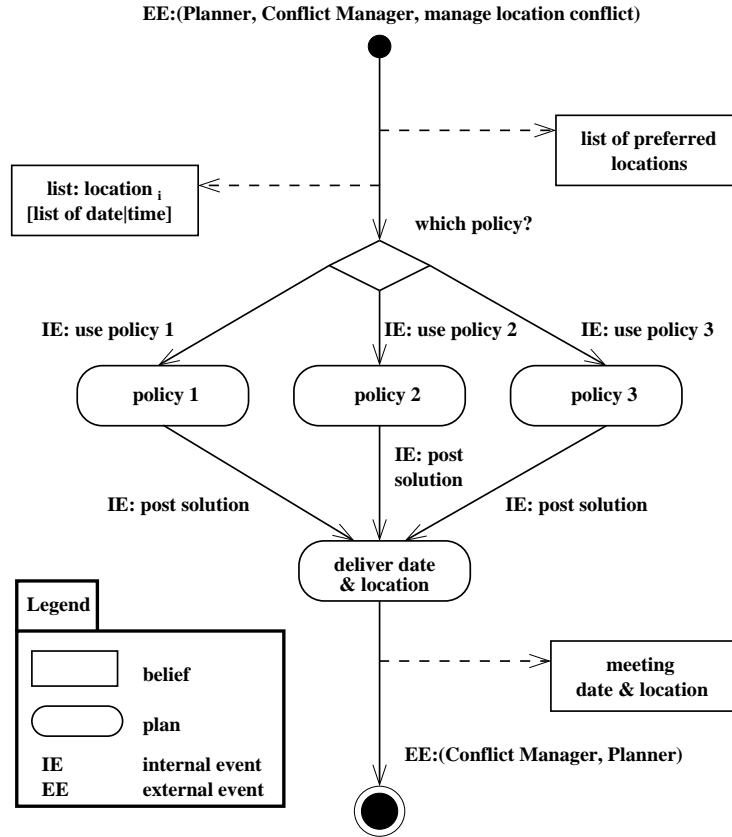 EE:(Planner, Conflict Manager, manage location conflict)
list of preferred
locations
list: location i
[list of date|time]
which policy?
IE: use policy 1
IE: use policy 2
IE: use policy 3
policy 1
policy 2
policy 3
IE: post
solution
IE: post solution
IE: post solution
deliver date
& location
Legend
belief
plan
IE internal event
EE external event
meeting
date & location
EE:(Conflict Manager, Planner)